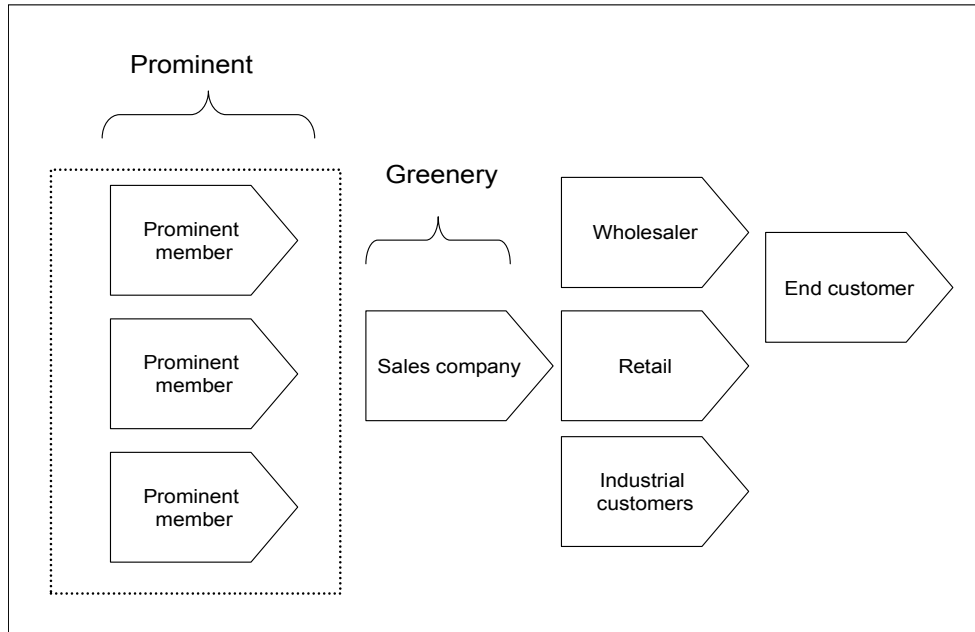 Prominent
Prominent
member
Prominent
member
Prominent
member
Greenery
Sales company
Wholesaler
Retail
Industrial
customers
End customer